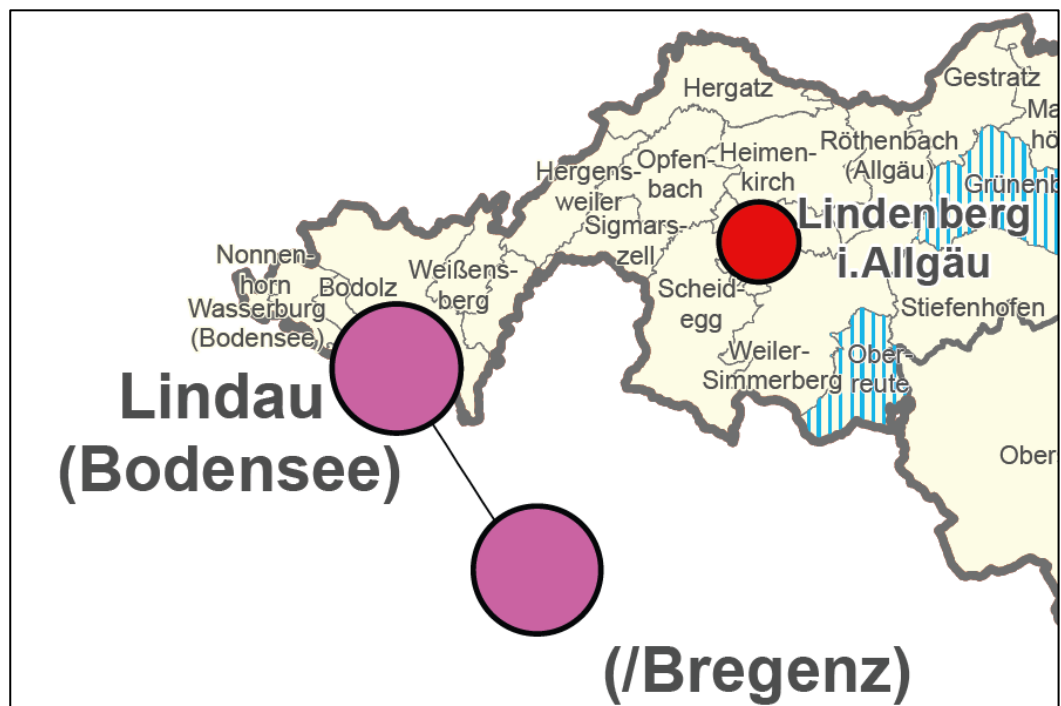 Gestratz
Hergatz
Ma
hö
Röthenbach
(Allgäu)
Heimen-
kirch
Opfen-
bach
Hergens-
weiler
Grünenb
Lindenberg
i.Allgäu
Sigmars-
zell
Nonnen-
horn
Weißens-
berg
Bodolz
Wasserburg
(Bodensee)
Scheid-
egg
Stiefenhofen
Weiler-
Simmerberg
Ober-
reute
Lindau
(Bodensee)
Ober
(/Bregenz)